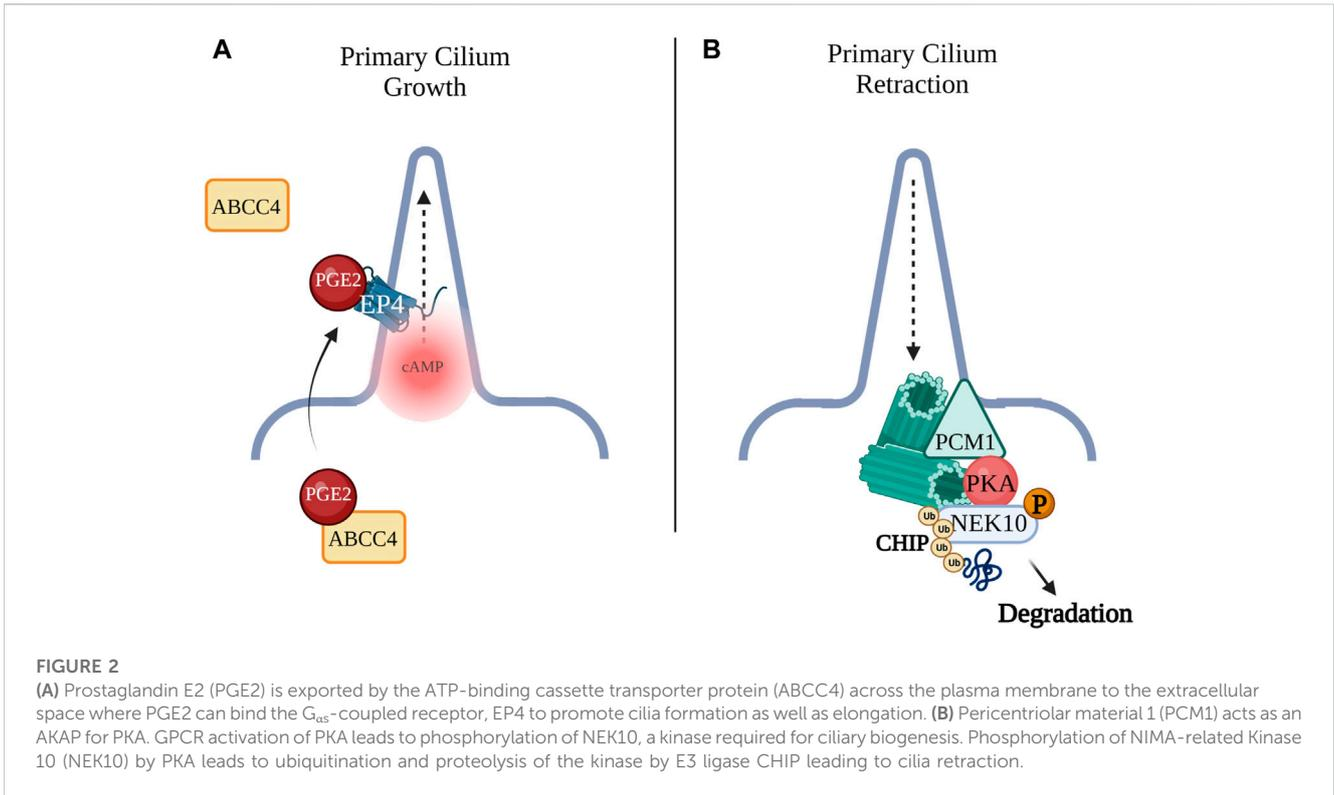 A
Primary Cilium
Growth
ABCC4
PGE2
EP4
cAMP
PGE2
ABCC4
B
Primary Cilium
Retraction
PCM1
PKA
P
NEK10
Ub
Ub
CHIP
Ub
Ub
Degradation
FIGURE 2
(A) Prostaglandin E2 (PGE2) is exported by the ATP-binding cassette transporter protein (ABCC4) across the plasma membrane to the extracellular
space where PGE2 can bind the Gαs-coupled receptor, EP4 to promote cilia formation as well as elongation. (B) Pericentriolar material 1 (PCM1) acts as an
AKAP for PKA. GPCR activation of PKA leads to phosphorylation of NEK10, a kinase required for ciliary biogenesis. Phosphorylation of NIMA-related Kinase
10 (NEK10) by PKA leads to ubiquitination and proteolysis of the kinase by E3 ligase CHIP leading to cilia retraction.